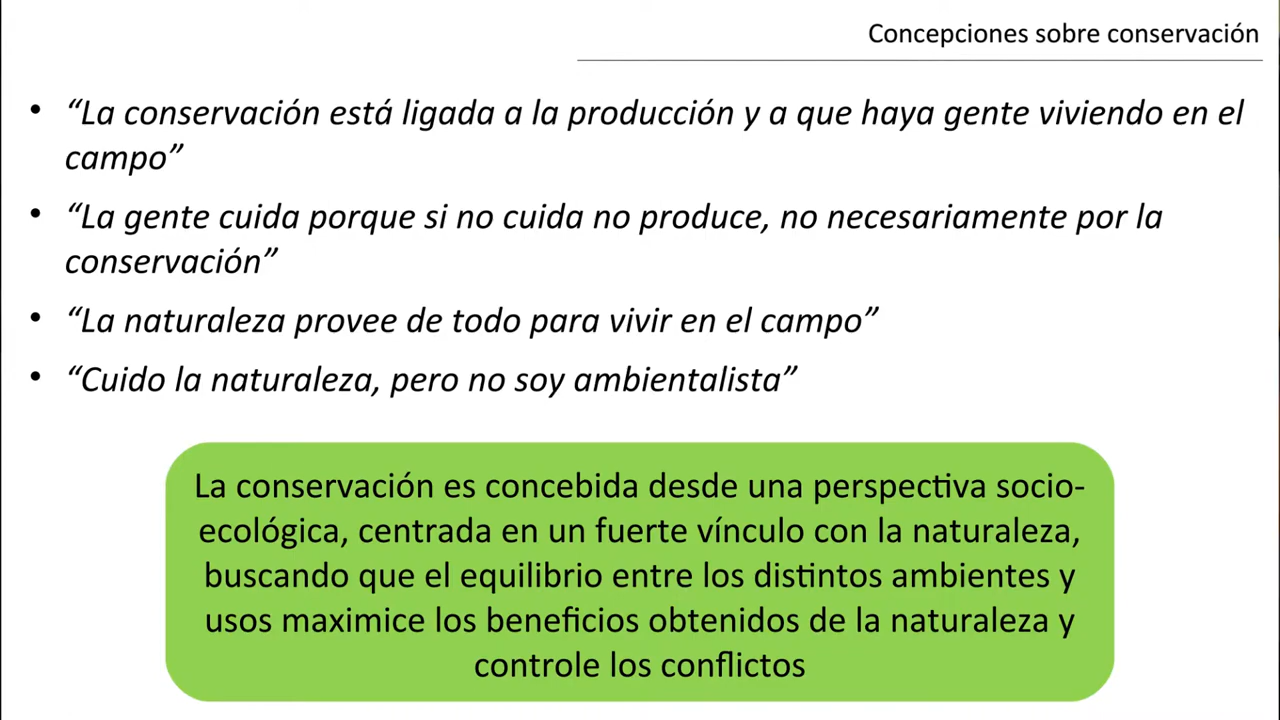 Concepciones sobre conservación
• “La conservación está ligada a la producción y a que haya gente viviendo en el
campo”
• “La gente cuida porque si no cuida no produce, no necesariamente por la
conservación”
• “La naturaleza provee de todo para vivir en el campo”
• “Cuido la naturaleza, pero no soy ambientalista”
La conservación es concebida desde una perspectiva socio-
ecológica, centrada en un fuerte vínculo con la naturaleza,
buscando que el equilibrio entre los distintos ambientes y
usos maximice los beneficios obtenidos de la naturaleza y
controle los conflictos